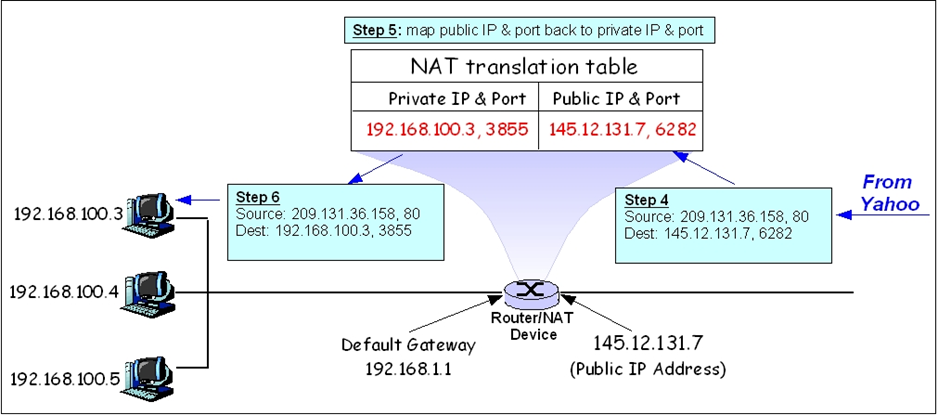 Step 5: map public IP & port back to private IP & port
NAT translation table
Private IP & Port
Public IP & Port
192.168.100.3, 3855
145.12.131.7, 6282
Step 6
Source: 209.131.36.158, 80
Dest: 192.168.100.3, 3855
Step 4
Source: 209.131.36.158, 80
Dest: 145.12.131.7, 6282
From
Yahoo
192.168.100.3
192.168.100.4
192.168.100.5
Router/NAT
Device
Default Gateway
192.168.1.1
145.12.131.7
(Public IP Address)